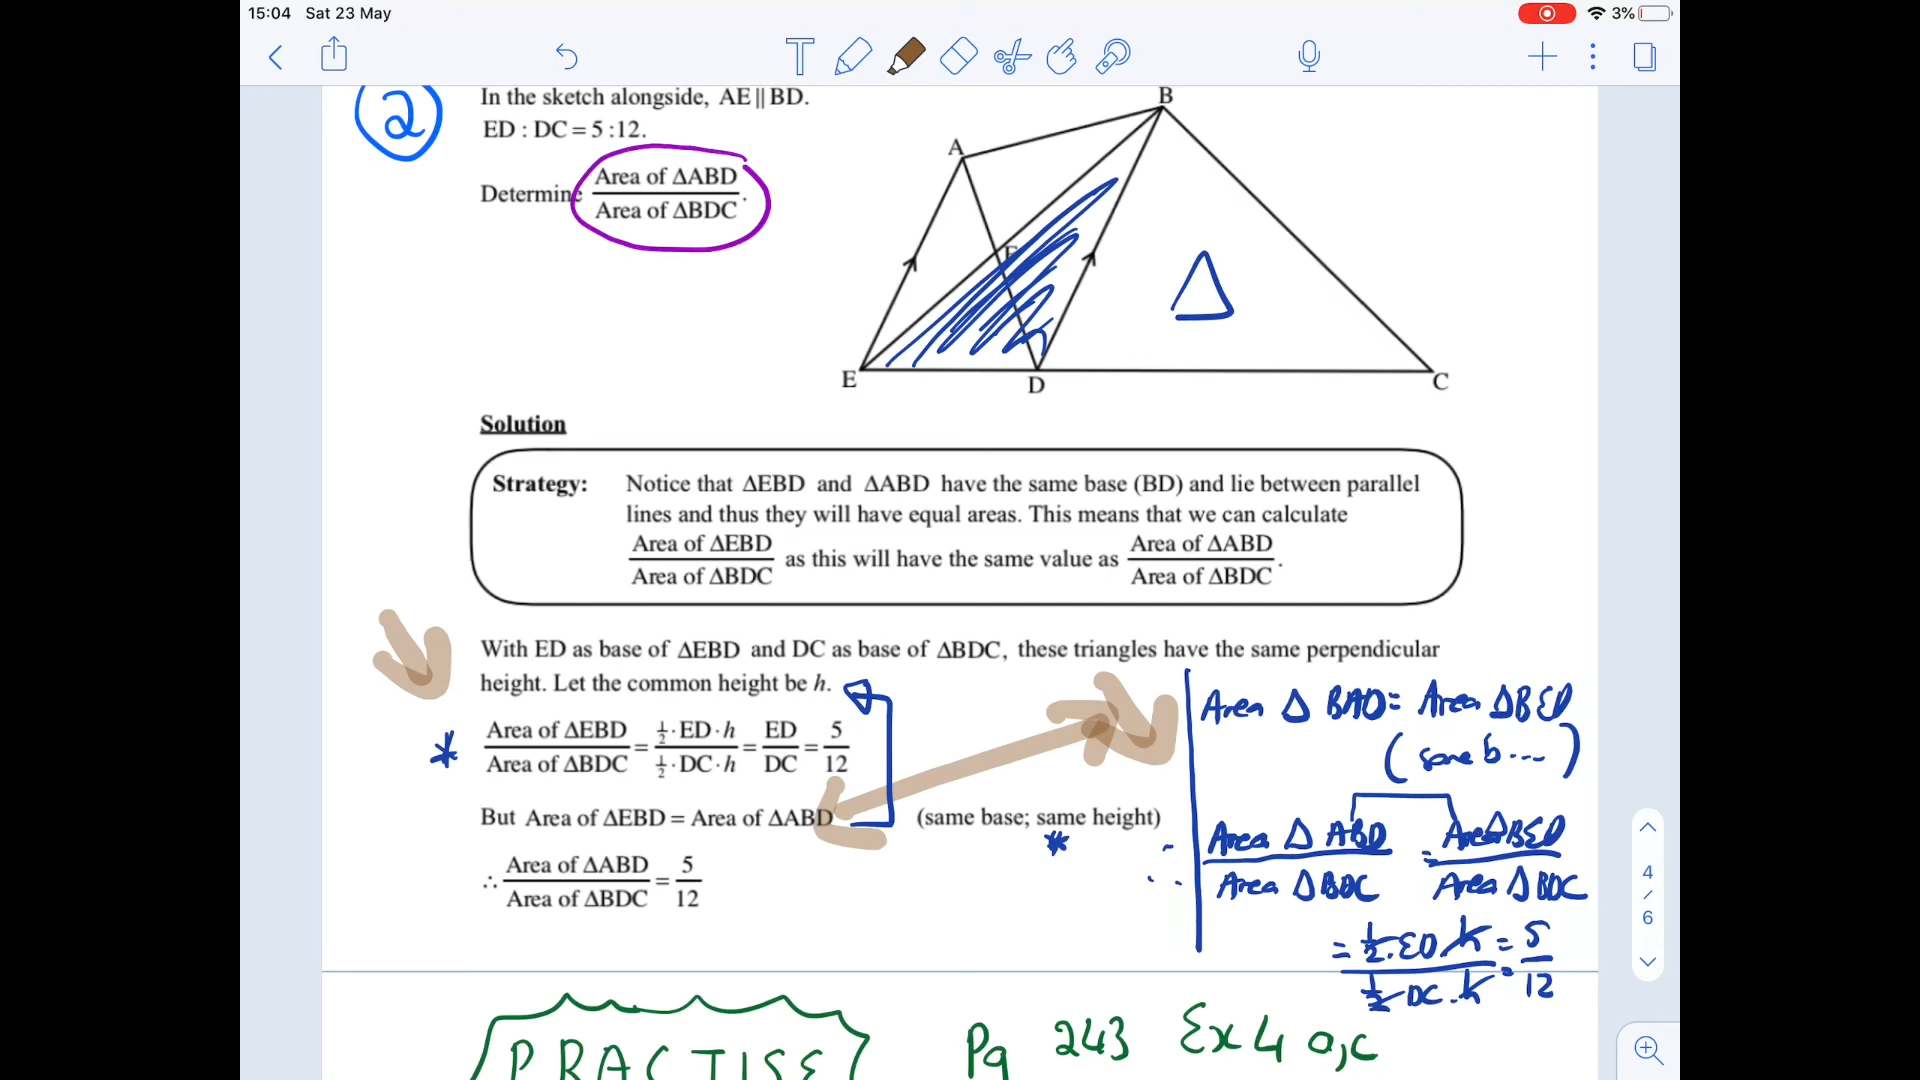 15:04 Sat 23 May
3%
2
In the sketch alongside, AE || BD.
ED : DC = 5 : 12.
Determine Area of ΔABD / Area of ΔBDC.
A
B
F
E
D
C
Δ
Solution
Strategy: Notice that ΔEBD and ΔABD have the same base (BD) and lie between parallel
lines and thus they will have equal areas. This means that we can calculate
Area of ΔEBD / Area of ΔBDC as this will have the same value as Area of ΔABD / Area of ΔBDC.
With ED as base of ΔEBD and DC as base of ΔBDC, these triangles have the same perpendicular
height. Let the common height be h.
* Area of ΔEBD / Area of ΔBDC = ½·ED·h / ½·DC·h = ED / DC = 5 / 12
But Area of ΔEBD = Area of ΔABD (same base; same height)
*
∴ Area of ΔABD / Area of ΔBDC = 5 / 12
Area Δ BAD = Area ΔBED
(same b...)
∴ Area Δ ABD / Area ΔBDC = Area ΔBED / Area ΔBDC
= ½.ED.h / ½ DC.h = 5 / 12
4 / 6
PRACTISE
Pg 243 Ex 4 a,c